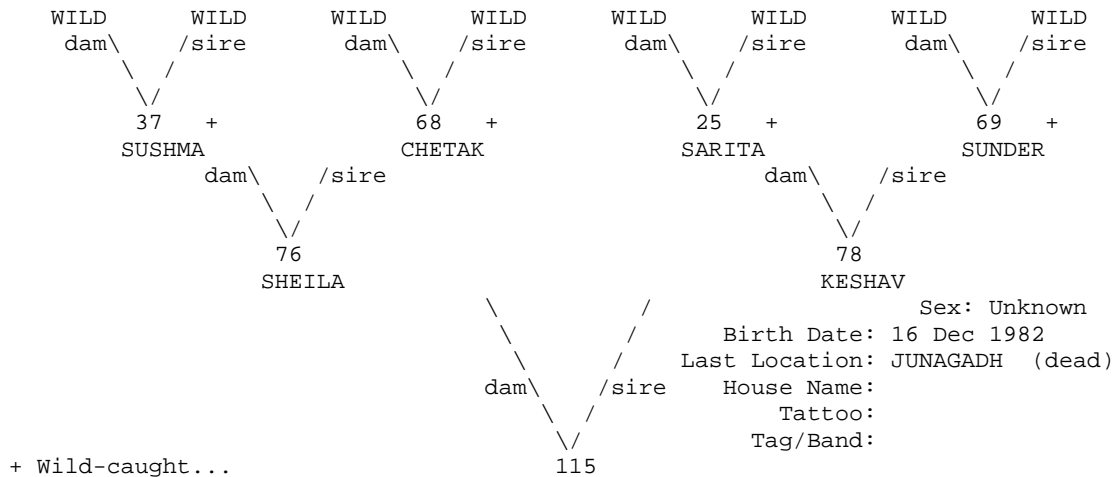 WILD WILD WILD WILD WILD WILD WILD WILD
dam\ /sire dam\ /sire dam\ /sire dam\ /sire
\ / \ / \ / \ /
\/ \/ \/ \/
37 + 68 + 25 + 69 +
SUSHMA CHETAK SARITA SUNDER
dam\ /sire dam\ /sire
\ / \ /
\/ \/
76 78
SHEILA KESHAV
\ / Sex: Unknown
\ / Birth Date: 16 Dec 1982
\ / Last Location: JUNAGADH (dead)
dam\ /sire House Name:
\ / Tattoo:
\/ Tag/Band:
+ Wild-caught... 115